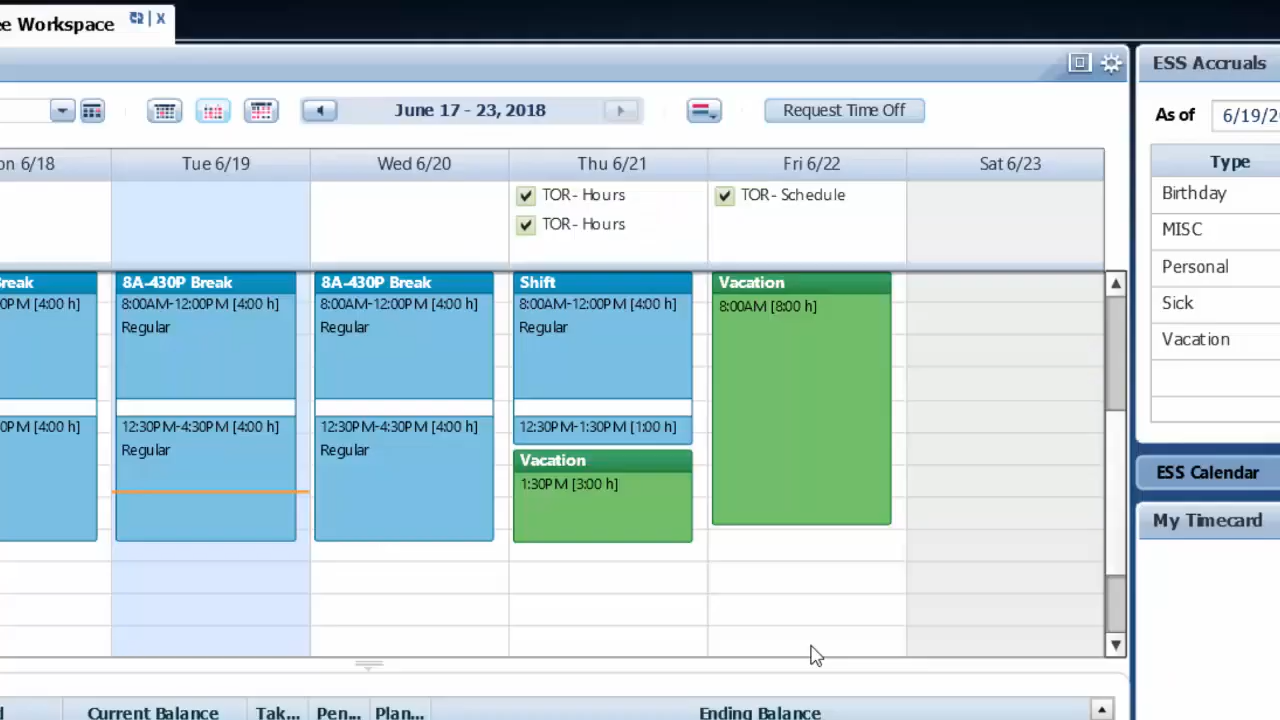 ee Workspace
ESS Accruals
June 17 - 23, 2018
Request Time Off
As of 6/19/2
on 6/18 Tue 6/19 Wed 6/20 Thu 6/21 Fri 6/22 Sat 6/23
Type
TOR- Hours
TOR- Schedule
TOR- Hours
Birthday
MISC
Personal
Sick
Vacation
reak
0PM [4:00 h]
0PM [4:00 h]
8A-430P Break
8:00AM-12:00PM [4:00 h]
Regular
12:30PM-4:30PM [4:00 h]
Regular
8A-430P Break
8:00AM-12:00PM [4:00 h]
Regular
12:30PM-4:30PM [4:00 h]
Regular
Shift
8:00AM-12:00PM [4:00 h]
Regular
12:30PM-1:30PM [1:00 h]
Vacation
1:30PM [3:00 h]
Vacation
8:00AM [8:00 h]
ESS Calendar
My Timecard
d Current Balance Tak... Pen... Plan... Ending Balance